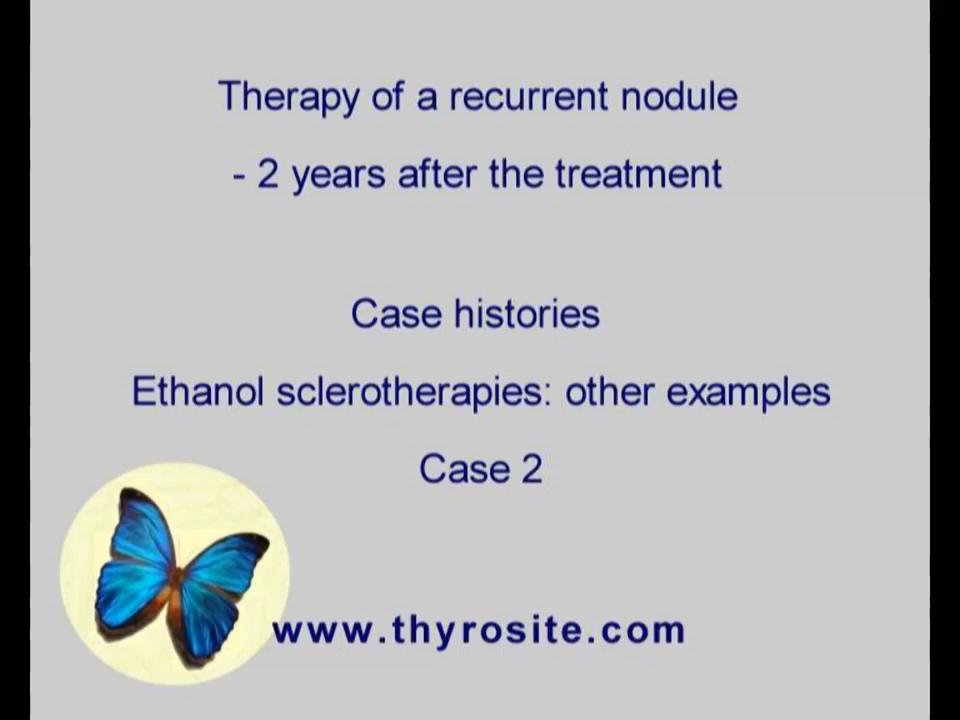 Therapy of a recurrent nodule
- 2 years after the treatment
Case histories
Ethanol sclerotherapies: other examples
Case 2
www.thyrosite.com